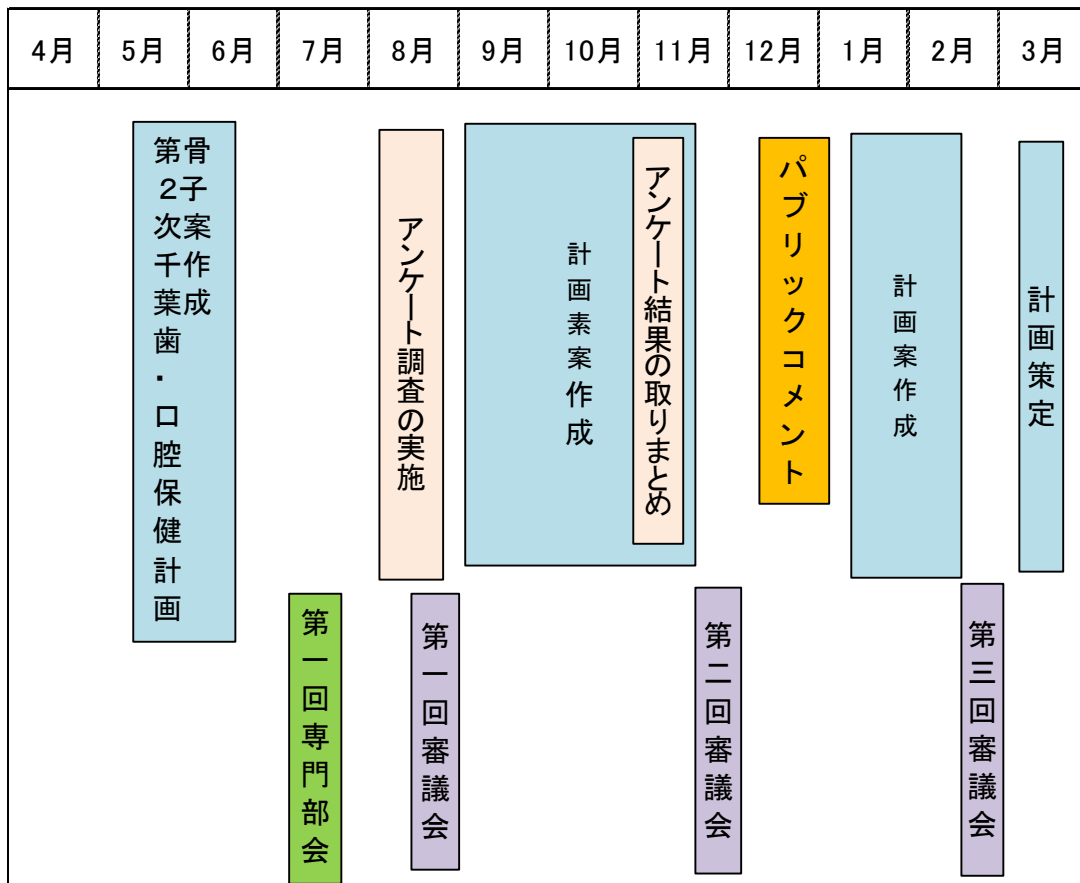 4月 5月 6月 7月 8月 9月 10月 11月 12月 1月 2月 3月
骨子案作成
第２次千葉歯・口腔保健計画
アンケート調査の実施
計画素案作成
アンケート結果の取りまとめ
パブリックコメント
計画案作成
計画策定
第一回専門部会
第一回審議会
第二回審議会
第三回審議会